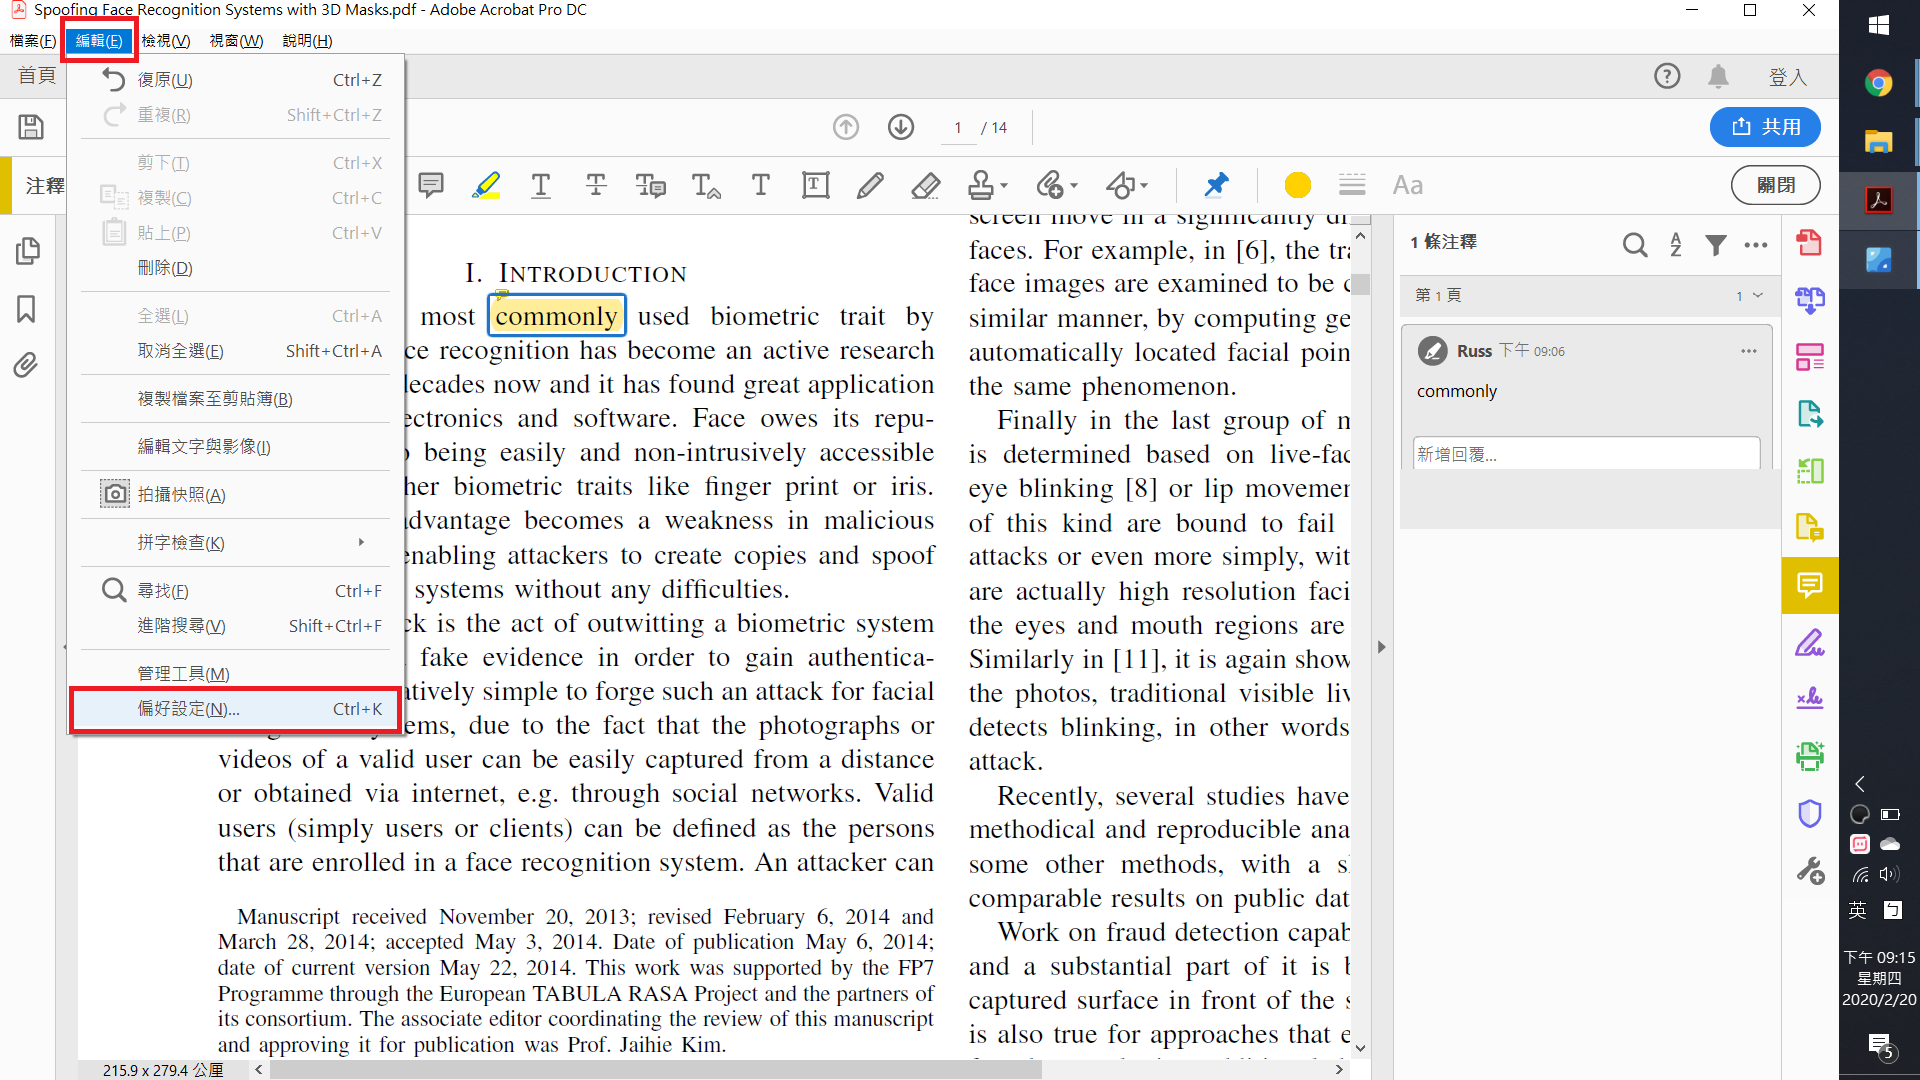 Spoofing Face Recognition Systems with 3D Masks.pdf - Adobe Acrobat Pro DC
檔案(F) 編輯(E) 檢視(V) 視窗(W) 說明(H)
首頁
登入
復原(U) Ctrl+Z
重複(R) Shift+Ctrl+Z
剪下(T) Ctrl+X
複製(C) Ctrl+C
貼上(P) Ctrl+V
刪除(D)
全選(L) Ctrl+A
取消全選(E) Shift+Ctrl+A
複製檔案至剪貼簿(B)
編輯文字與影像(I)
拍攝快照(A)
拼字檢查(K)
尋找(F) Ctrl+F
進階搜尋(V) Shift+Ctrl+F
管理工具(M)
偏好設定(N)... Ctrl+K
1 / 14
共用
注釋
Aa
關閉
I. INTRODUCTION
most commonly used biometric trait by
ce recognition has become an active research
decades now and it has found great application
ectronics and software. Face owes its repu-
being easily and non-intrusively accessible
her biometric traits like finger print or iris.
advantage becomes a weakness in malicious
enabling attackers to create copies and spoof
systems without any difficulties.
ck is the act of outwitting a biometric system
fake evidence in order to gain authentica-
atively simple to forge such an attack for facial
ems, due to the fact that the photographs or
videos of a valid user can be easily captured from a distance
or obtained via internet, e.g. through social networks. Valid
users (simply users or clients) can be defined as the persons
that are enrolled in a face recognition system. An attacker can
Manuscript received November 20, 2013; revised February 6, 2014 and
March 28, 2014; accepted May 3, 2014. Date of publication May 6, 2014;
date of current version May 22, 2014. This work was supported by the FP7
Programme through the European TABULA RASA Project and the partners of
its consortium. The associate editor coordinating the review of this manuscript
and approving it for publication was Prof. Jaihie Kim.
215.9 x 279.4 公厘
screen move in a significantly di
faces. For example, in [6], the tra
face images are examined to be c
similar manner, by computing ge
automatically located facial poin
the same phenomenon.
Finally in the last group of m
is determined based on live-fac
eye blinking [8] or lip movemen
of this kind are bound to fail
attacks or even more simply, wit
are actually high resolution faci
the eyes and mouth regions are
Similarly in [11], it is again show
the photos, traditional visible liv
detects blinking, in other words
attack.
Recently, several studies have
methodical and reproducible ana
some other methods, with a s
comparable results on public dat
Work on fraud detection capab
and a substantial part of it is b
captured surface in front of the s
is also true for approaches that e
1 條注釋
第 1 頁 1
Russ 下午 09:06
commonly
新增回覆...
英 ㄅ
下午 09:15
星期四
2020/2/20
5